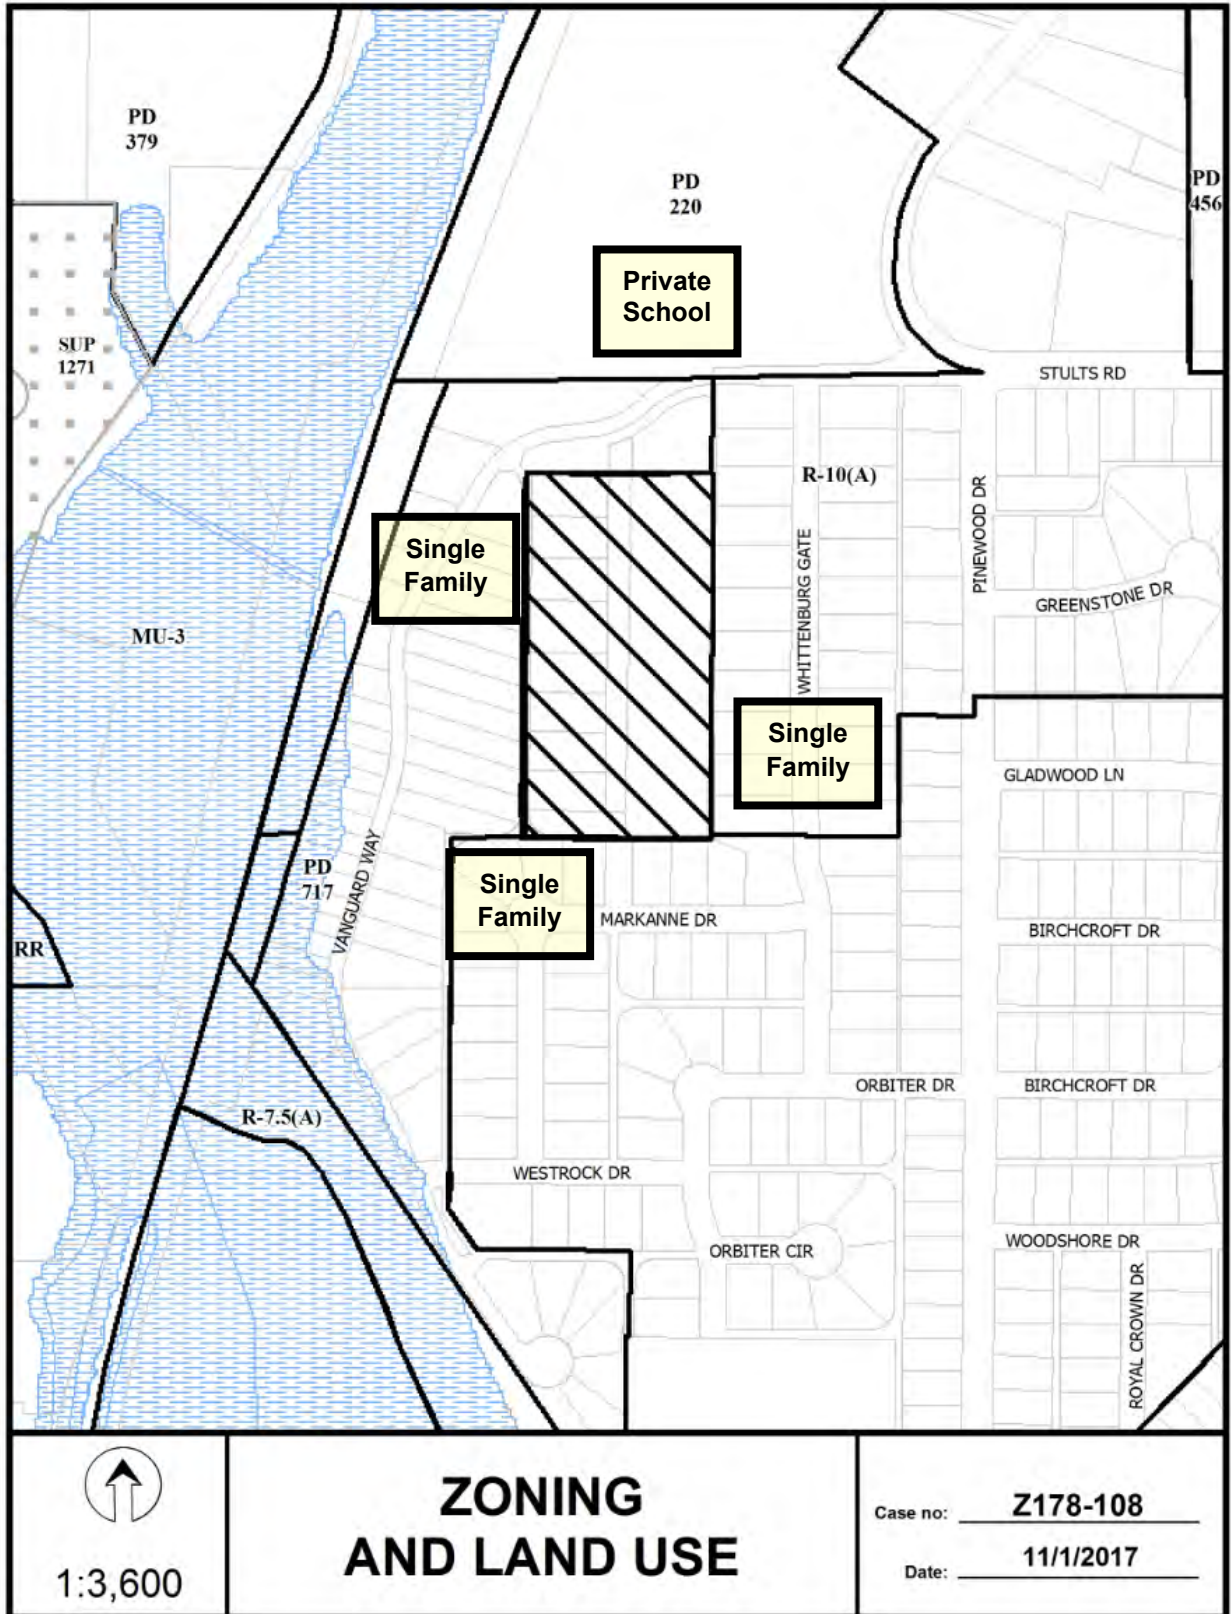 PD
379
PD
220
PD
456
Private
School
SUP
1271
STULTS RD
R-10(A)
PINEWOOD DR
Single
Family
WHITTENBURG GATE
GREENSTONE DR
MU-3
Single
Family
GLADWOOD LN
PD
717
VANGUARD WAY
Single
Family
MARKANNE DR
BIRCHCROFT DR
RR
ORBITER DR
BIRCHCROFT DR
R-7.5(A)
WESTROCK DR
ORBITER CIR
WOODSHORE DR
ROYAL CROWN DR
1:3,600
ZONING
AND LAND USE
Case no: Z178-108
Date: 11/1/2017